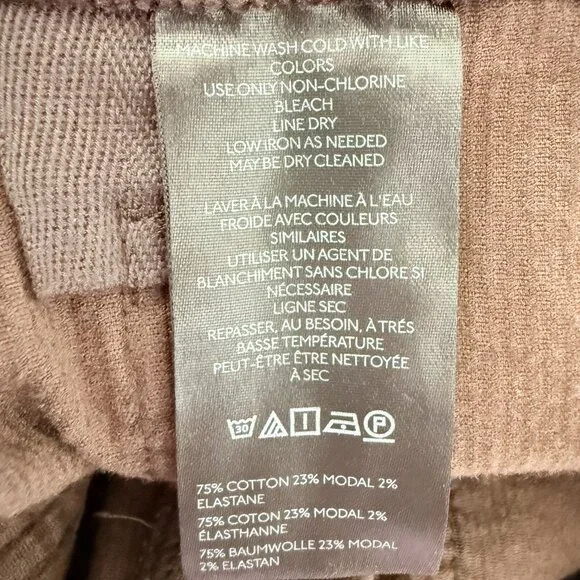 MACHINE WASH COLD WITH LIKE
COLORS
USE ONLY NON-CHLORINE
BLEACH
LINE DRY
LOW IRON AS NEEDED
MAY BE DRY CLEANED
LAVER À LA MACHINE À L'EAU
FROIDE AVEC COULEURS
SIMILAIRES
UTILISER UN AGENT DE
BLANCHIMENT SANS CHLORE SI
NÉCESSAIRE
LIGNE SEC
REPASSER, AU BESOIN, À TRÉS
BASSE TEMPÉRATURE
PEUT-ÊTRE ÊTRE NETTOYÉE
À SEC
30 P
75% COTTON 23% MODAL 2%
ELASTANE
75% COTON 23% MODAL 2%
ÉLASTHANNE
75% BAUMWOLLE 23% MODAL
2% ELASTAN